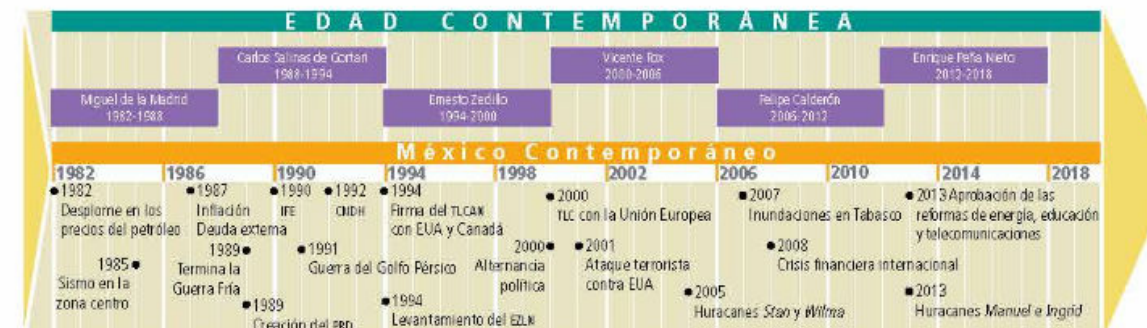 EDAD CONTEMPORÁNEA
Carlos Salinas de Gortari
1988-1994
Vicente Fox
2000-2006
Enrique Peña Nieto
2012-2018
Miguel de la Madrid
1982-1988
Ernesto Zedillo
1994-2000
Felipe Calderón
2006-2012
México Contemporáneo
1982 1986 1990 1994 1998 2002 2006 2010 2014 2018
1982
Desplome en los
precios del petróleo
1985
Sismo en la
zona centro
1987
Inflación
Deuda externa
1989
Termina la
Guerra Fría
1989
Creación del PRD
1990
IFE
1991
Guerra del Golfo Pérsico
1992
CNDH
1994
Firma del TLCAN
con EUA y Canadá
1994
Levantamiento del EZLN
2000
TLC con la Unión Europea
2000
Alternancia
política
2001
Ataque terrorista
contra EUA
2005
Huracanes Stan y Wilma
2007
Inundaciones en Tabasco
2008
Crisis financiera internacional
2013 Aprobación de las
reformas de energía, educación
y telecomunicaciones
2013
Huracanes Manuel e Ingrid